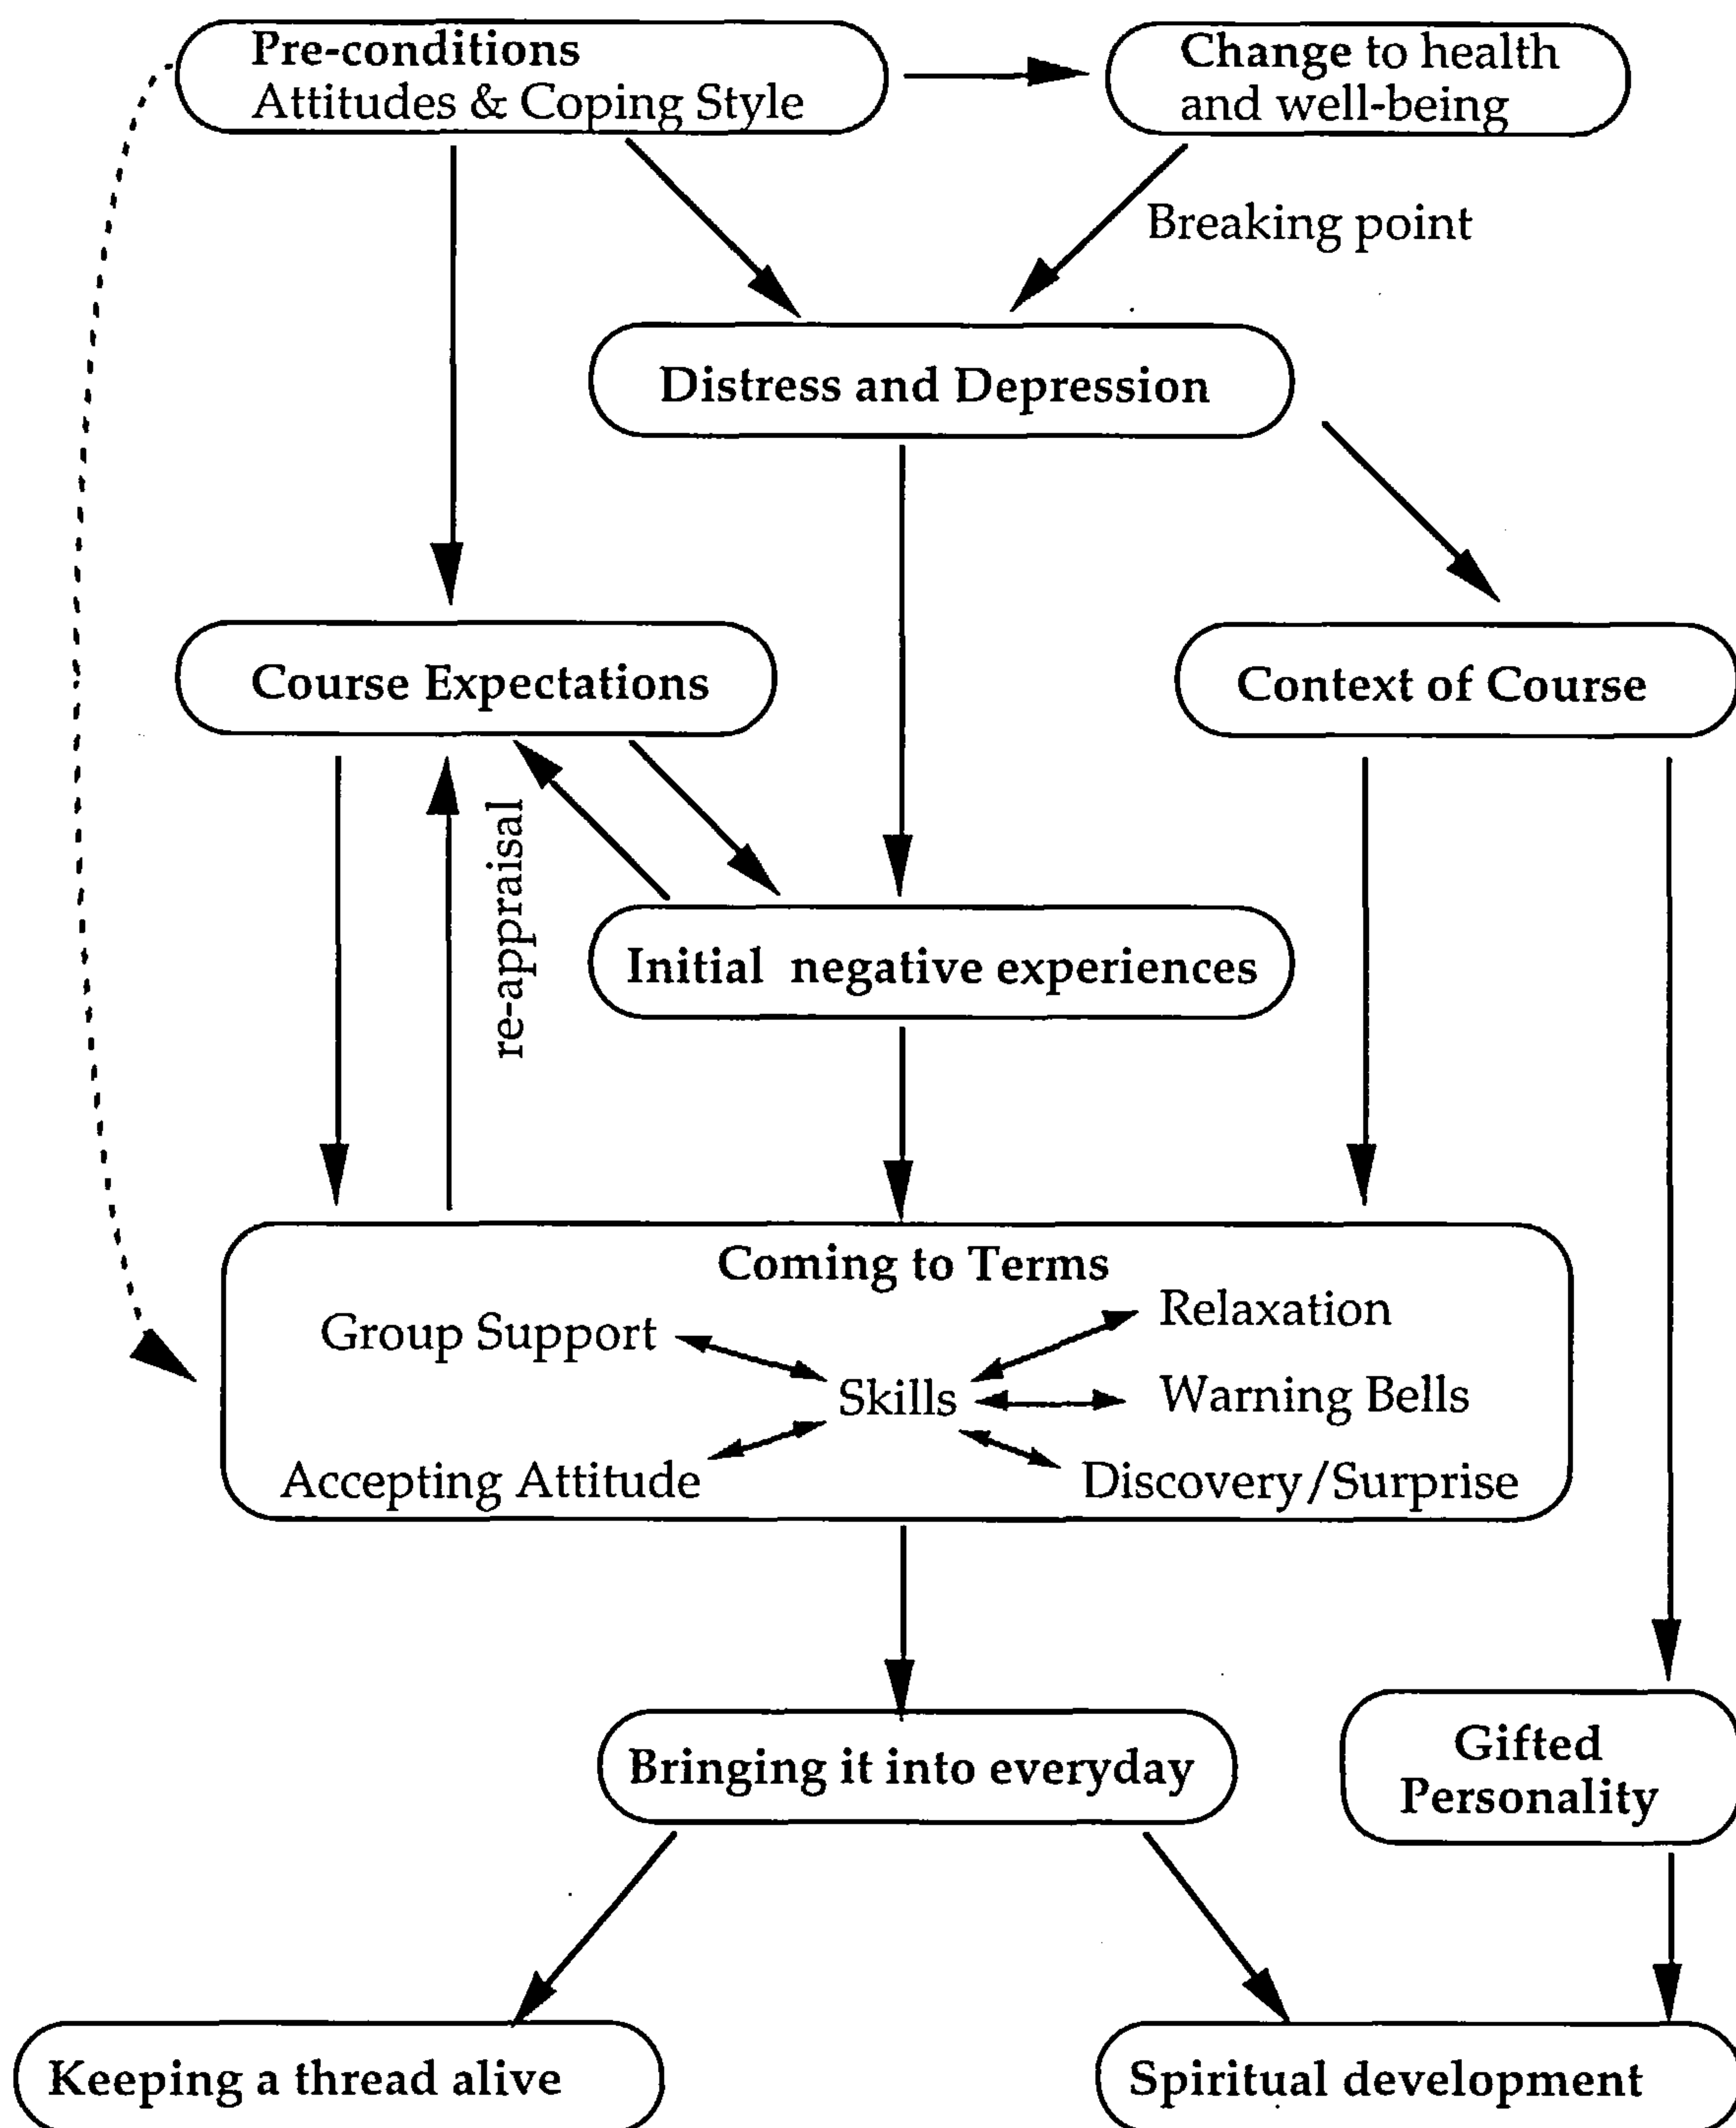 Pre-conditions
Attitudes & Coping Style
Change to health
and well-being
Breaking point
Distress and Depression
Course Expectations
Context of Course
re-appraisal
Initial negative experiences
Coming to Terms
Group Support
Relaxation
Skills
Warning Bells
Accepting Attitude
Discovery/Surprise
Bringing it into everyday
Gifted
Personality
Keeping a thread alive
Spiritual development